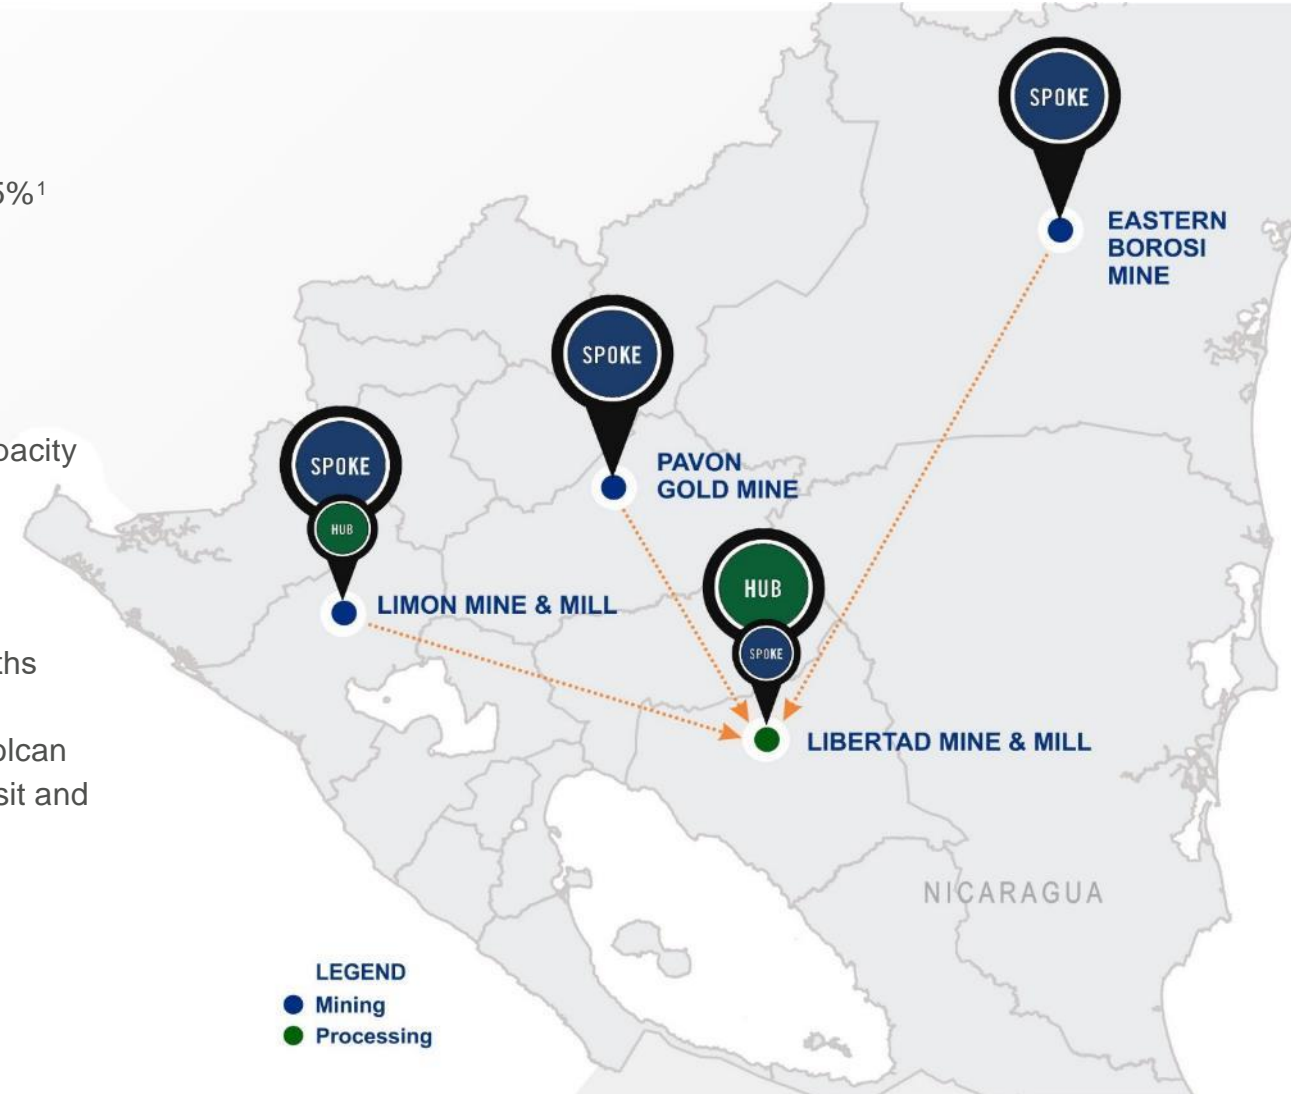 5%¹
SPOKE
EASTERN
BOROSI
MINE
SPOKE
PAVON
GOLD MINE
pacity
SPOKE
HUB
LIMON MINE & MILL
HUB
SPOKE
ths
LIBERTAD MINE & MILL
olcan
sit and
NICARAGUA
LEGEND
Mining
Processing